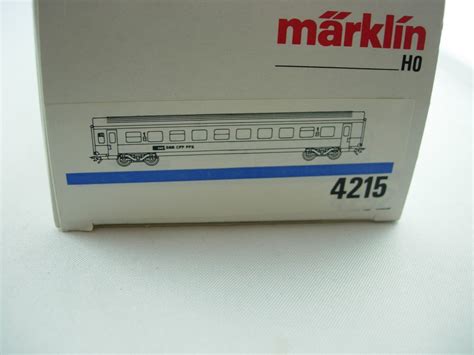 märklin
HO
SBB CFF FFS
4215